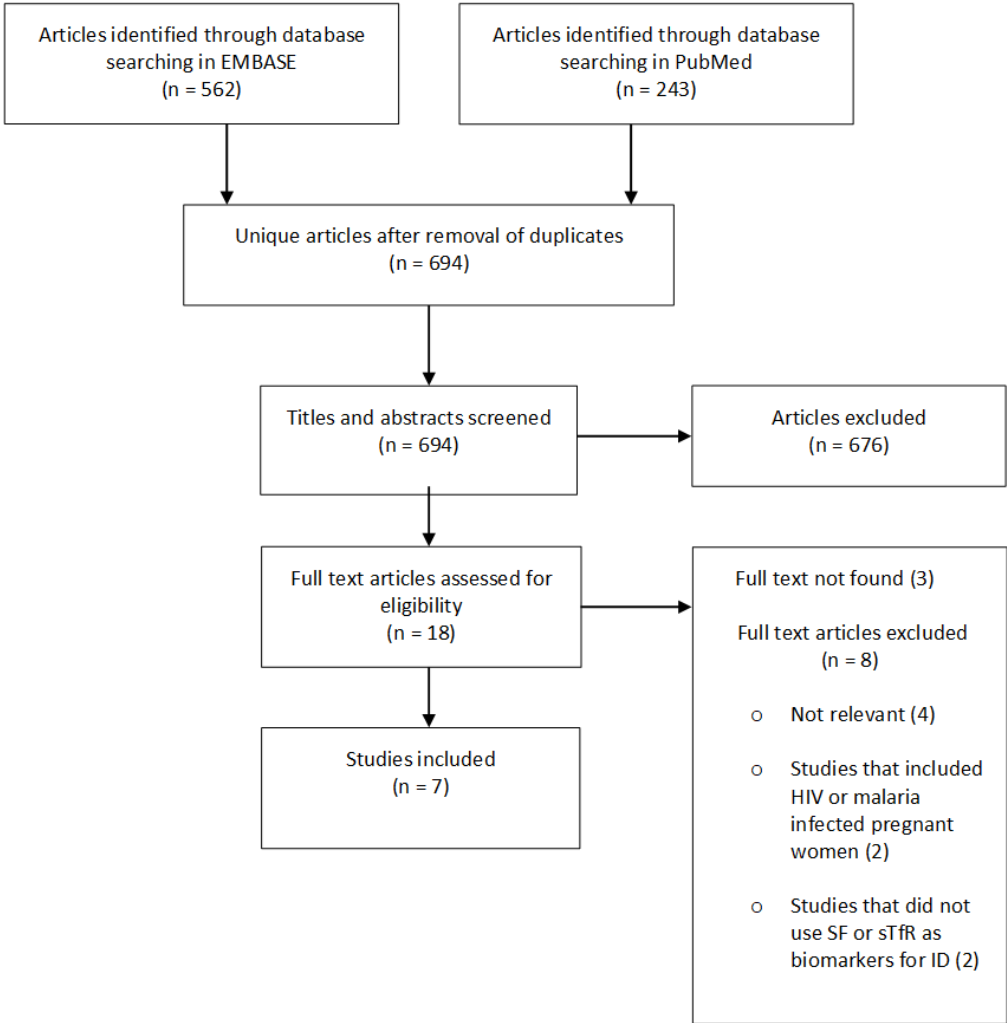 Articles identified through database
searching in EMBASE
(n = 562)
Articles identified through database
searching in PubMed
(n = 243)
Unique articles after removal of duplicates
(n = 694)
Titles and abstracts screened
(n = 694)
Articles excluded
(n = 676)
Full text articles assessed for
eligibility
(n = 18)
Full text not found (3)
Full text articles excluded
(n = 8)
o Not relevant (4)
o Studies that included
HIV or malaria
infected pregnant
women (2)
o Studies that did not
use SF or sTfR as
biomarkers for ID (2)
Studies included
(n = 7)